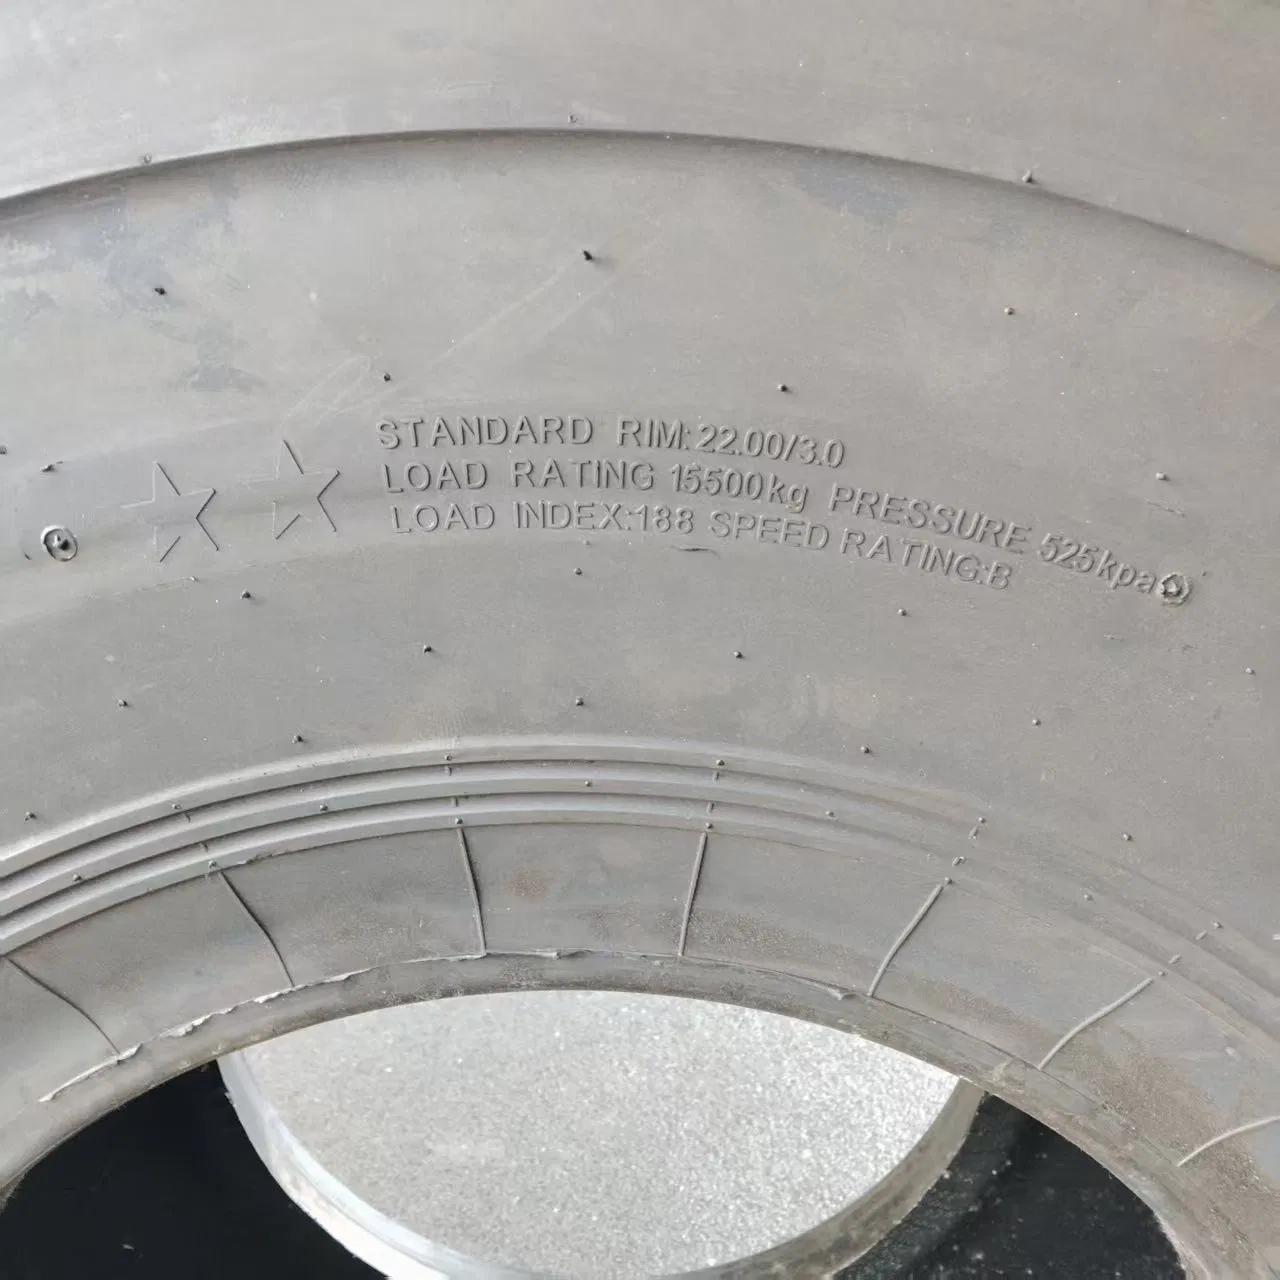 STANDARD RIM:22.00/3.0
LOAD RATING 15500kg PRESSURE 525kpa
LOAD INDEX:188 SPEED RATING:B